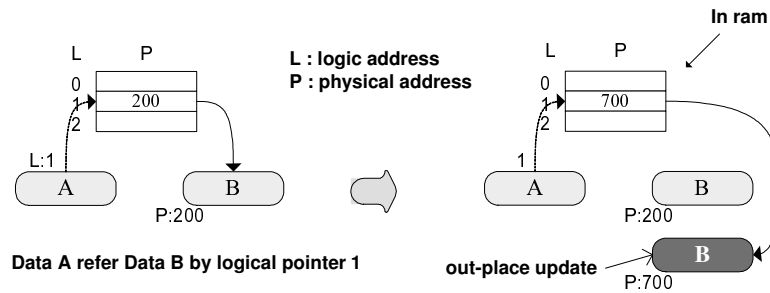 In ram
L P
L : logic address
P : physical address
L P
0
1 200
2
0
1 700
2
L:1
1
A
B
A
B
P:200
P:200
Data A refer Data B by logical pointer 1
out-place update
B
P:700